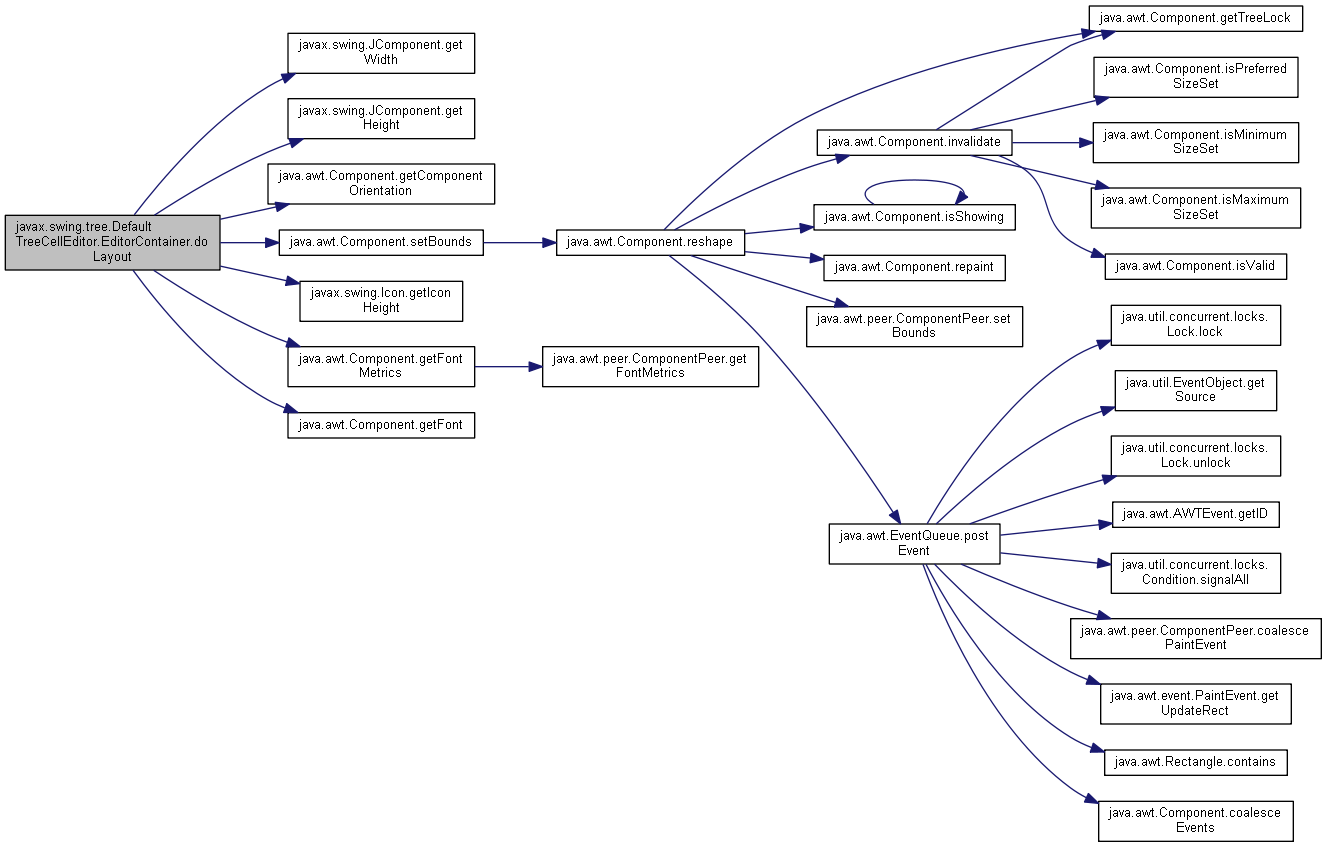 javax.swing.tree.Default
TreeCellEditor.EditorContainer.do
Layout
javax.swing.JComponent.get
Width
javax.swing.JComponent.get
Height
java.awt.Component.getComponent
Orientation
java.awt.Component.setBounds
javax.swing.Icon.getIcon
Height
java.awt.Component.getFont
Metrics
java.awt.Component.getFont
java.awt.Component.reshape
java.awt.peer.ComponentPeer.get
FontMetrics
java.awt.Component.invalidate
java.awt.Component.isShowing
java.awt.Component.repaint
java.awt.peer.ComponentPeer.set
Bounds
java.awt.EventQueue.post
Event
java.awt.Component.getTreeLock
java.awt.Component.isPreferred
SizeSet
java.awt.Component.isMinimum
SizeSet
java.awt.Component.isMaximum
SizeSet
java.awt.Component.isValid
java.util.concurrent.locks.
Lock.lock
java.util.EventObject.get
Source
java.util.concurrent.locks.
Lock.unlock
java.awt.AWTEvent.getID
java.util.concurrent.locks.
Condition.signalAll
java.awt.peer.ComponentPeer.coalesce
PaintEvent
java.awt.event.PaintEvent.get
UpdateRect
java.awt.Rectangle.contains
java.awt.Component.coalesce
Events